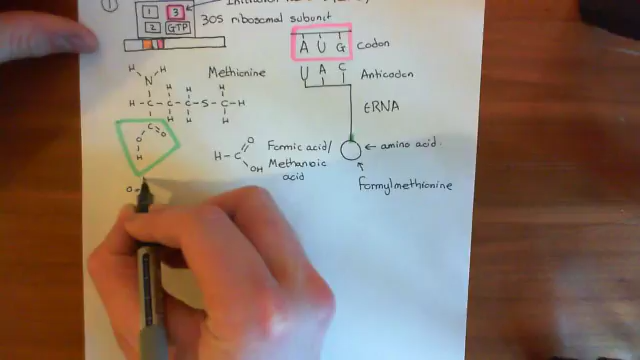 1
1 3
2 GTP
30S ribosomal subunit
A U G Codon
U A C Anticodon
tRNA
← amino acid.
Formylmethionine
H H
N
Methionine
H H H
H-C-C-C-S-C-H
H H H
C O
O
H
H-C O
OH
Formic acid/
Methanoic
acid
O